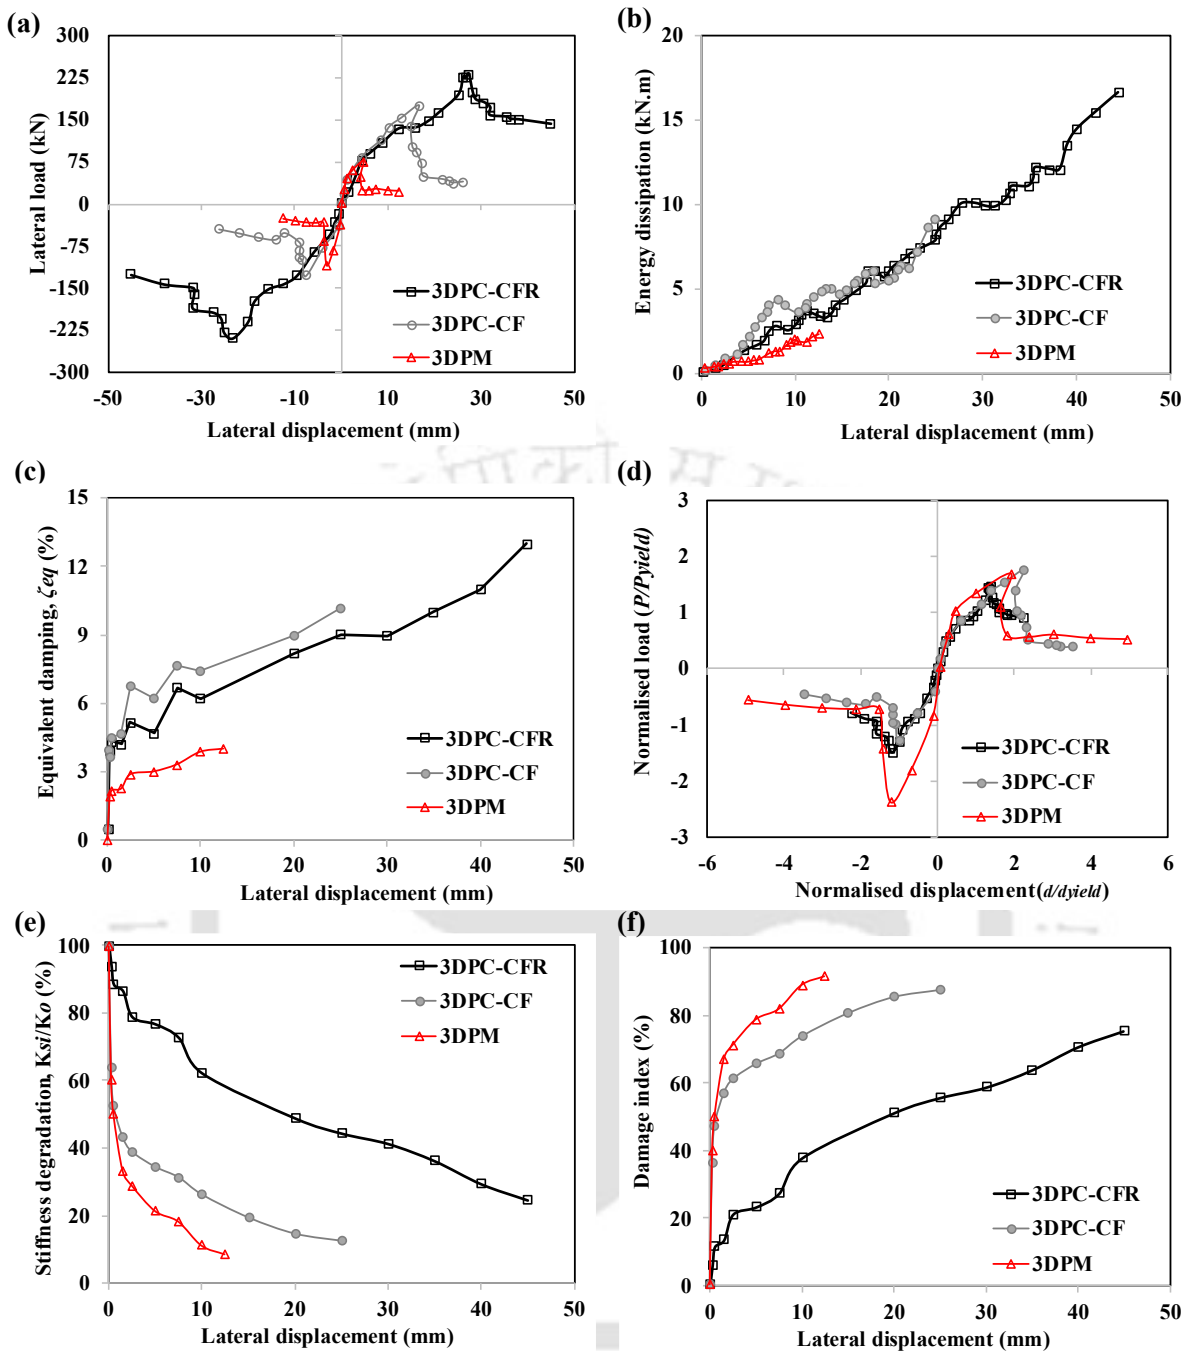 (a)
300
225
150
75
0
-75
-150
-225
-300
Lateral load (kN)
3DPC-CFR
3DPC-CF
3DPM
-50 -30 -10 10 30 50
Lateral displacement (mm)
(b)
20
15
10
5
0
Energy dissipation (kN.m)
3DPC-CFR
3DPC-CF
3DPM
0 10 20 30 40 50
Lateral displacement (mm)
(c)
15
12
9
6
3
0
Equivalent damping, ζeq (%)
3DPC-CFR
3DPC-CF
3DPM
0 10 20 30 40 50
Lateral displacement (mm)
(d)
3
2
1
0
-1
-2
-3
Normalised load (P/Pyield)
3DPC-CFR
3DPC-CF
3DPM
-6 -4 -2 0 2 4 6
Normalised displacement(d/dyield)
(e)
100
80
60
40
20
0
Stiffness degradation, Ksi/Ko (%)
3DPC-CFR
3DPC-CF
3DPM
0 10 20 30 40 50
Lateral displacement (mm)
(f)
100
80
60
40
20
0
Damage index (%)
3DPC-CFR
3DPC-CF
3DPM
0 10 20 30 40 50
Lateral displacement (mm)